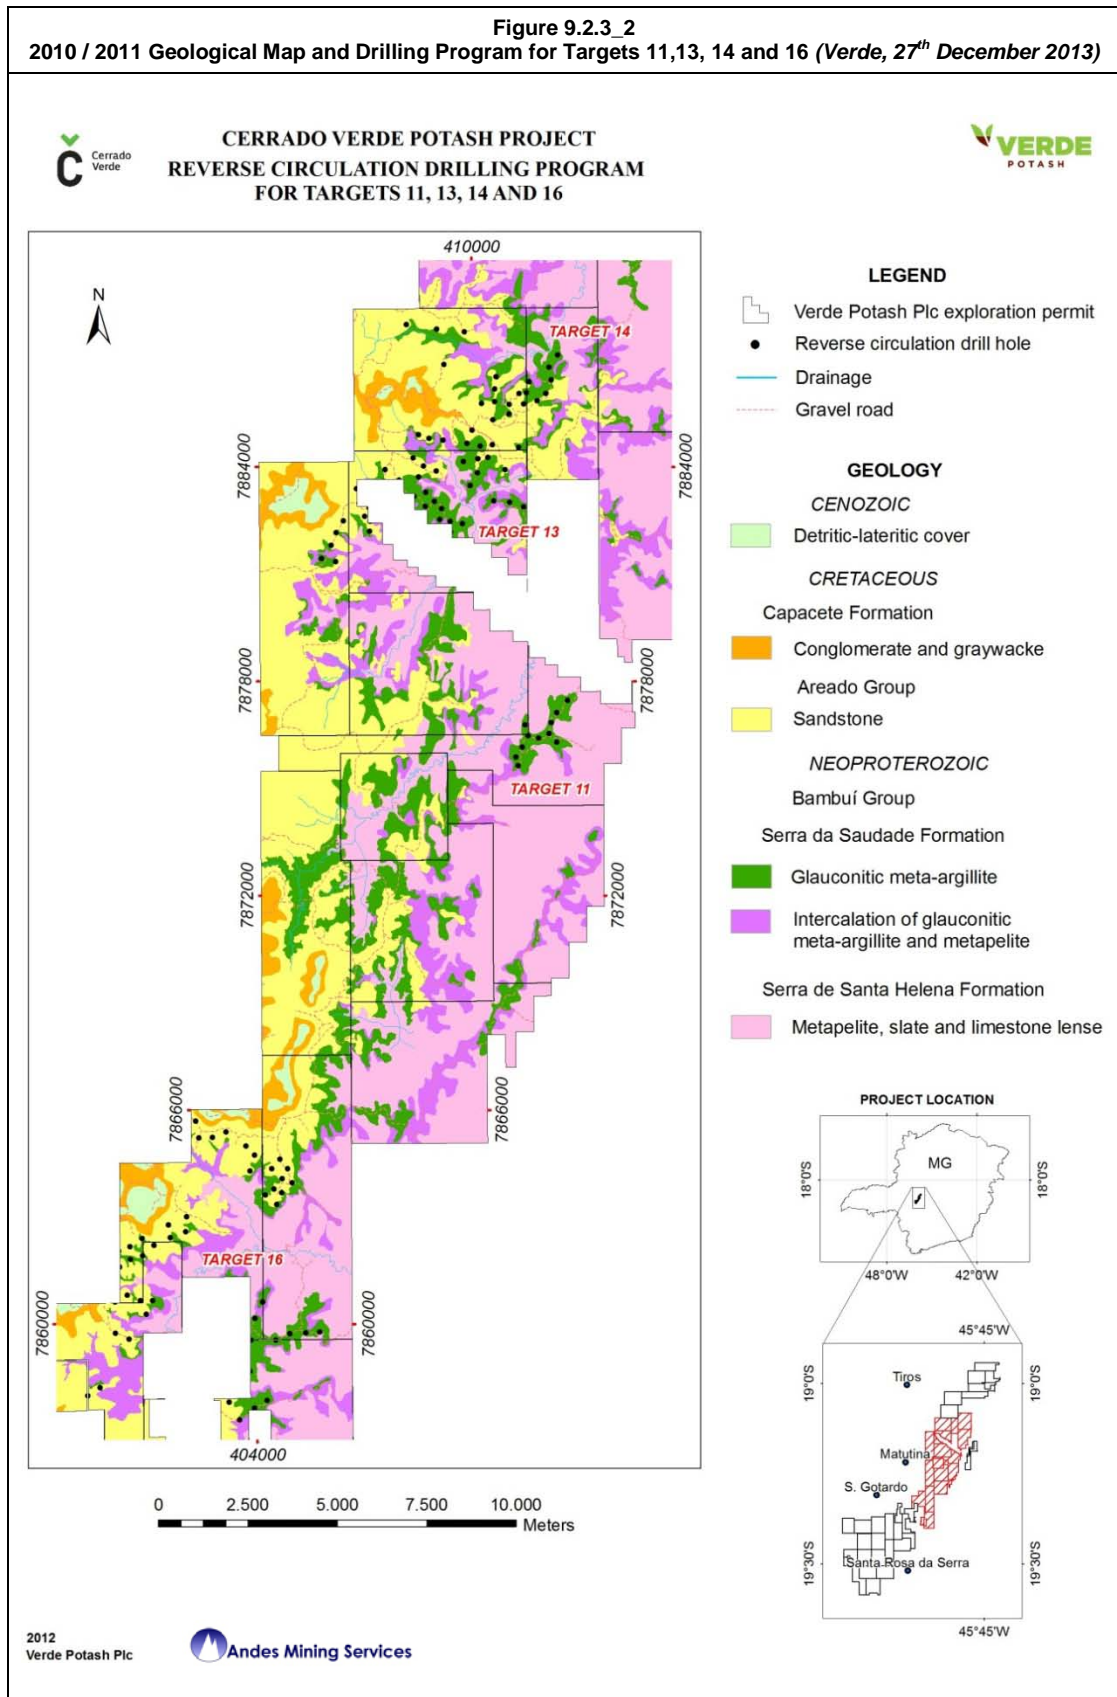 Figure 9.2.3_2
2010 / 2011 Geological Map and Drilling Program for Targets 11,13, 14 and 16 (Verde, 27th December 2013)
Č Cerrado
Verde
CERRADO VERDE POTASH PROJECT
REVERSE CIRCULATION DRILLING PROGRAM
FOR TARGETS 11, 13, 14 AND 16
VERDE
POTASH
410000
N
TARGET 14
7884000
7884000
TARGET 13
7878000
7878000
TARGET 11
7872000
7872000
7866000
7866000
TARGET 16
7860000
7860000
404000
0 2.500 5.000 7.500 10.000
Meters
LEGEND
Verde Potash Plc exploration permit
Reverse circulation drill hole
Drainage
Gravel road
GEOLOGY
CENOZOIC
Detritic-lateritic cover
CRETACEOUS
Capacete Formation
Conglomerate and graywacke
Areado Group
Sandstone
NEOPROTEROZOIC
Bambuí Group
Serra da Saudade Formation
Glauconitic meta-argillite
Intercalation of glauconitic
meta-argillite and metapelite
Serra de Santa Helena Formation
Metapelite, slate and limestone lense
PROJECT LOCATION
MG
18°0'S
18°0'S
48°0'W
42°0'W
45°45'W
Tiros
19°0'S
19°0'S
Matutina
S. Gotardo
19°30'S
19°30'S
Santa Rosa da Serra
45°45'W
2012
Verde Potash Plc
Andes Mining Services